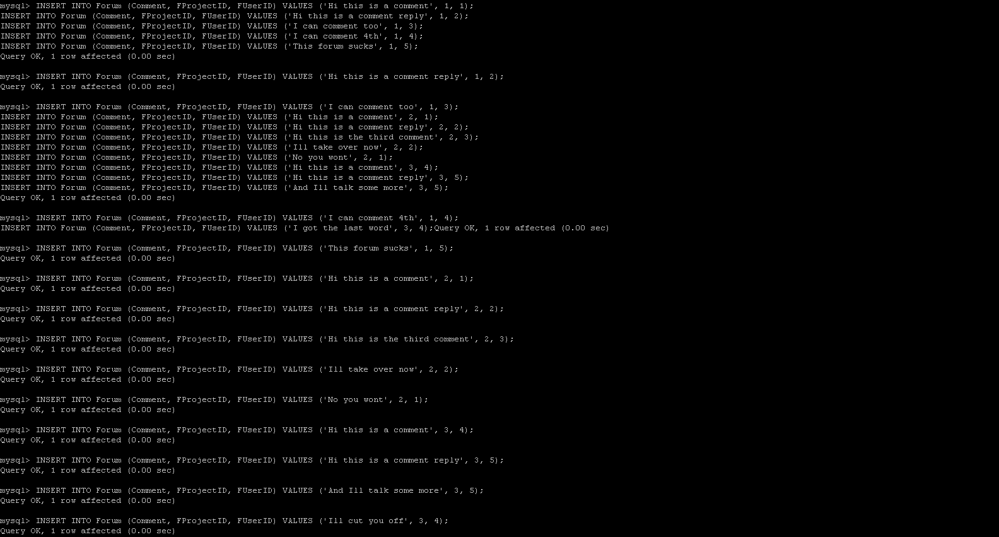 mysql> INSERT INTO Forum (Comment, FProjectID, FUserID) VALUES ('Hi this is a comment', 1, 1);
INSERT INTO Forum (Comment, FProjectID, FUserID) VALUES ('Hi this is a comment reply', 1, 2);
INSERT INTO Forum (Comment, FProjectID, FUserID) VALUES ('I can comment too', 1, 3);
INSERT INTO Forum (Comment, FProjectID, FUserID) VALUES ('I can comment 4th', 1, 4);
INSERT INTO Forum (Comment, FProjectID, FUserID) VALUES ('This forum sucks', 1, 5);
Query OK, 1 row affected (0.00 sec)
mysql> INSERT INTO Forum (Comment, FProjectID, FUserID) VALUES ('Hi this is a comment reply', 1, 2);
Query OK, 1 row affected (0.00 sec)
mysql> INSERT INTO Forum (Comment, FProjectID, FUserID) VALUES ('I can comment too', 1, 3);
INSERT INTO Forum (Comment, FProjectID, FUserID) VALUES ('Hi this is a comment', 2, 1);
INSERT INTO Forum (Comment, FProjectID, FUserID) VALUES ('Hi this is a comment reply', 2, 2);
INSERT INTO Forum (Comment, FProjectID, FUserID) VALUES ('Hi this is the third comment', 2, 3);
INSERT INTO Forum (Comment, FProjectID, FUserID) VALUES ('Ill take over now', 2, 2);
INSERT INTO Forum (Comment, FProjectID, FUserID) VALUES ('No you wont', 2, 1);
INSERT INTO Forum (Comment, FProjectID, FUserID) VALUES ('Hi this is a comment', 3, 4);
INSERT INTO Forum (Comment, FProjectID, FUserID) VALUES ('Hi this is a comment reply', 3, 5);
INSERT INTO Forum (Comment, FProjectID, FUserID) VALUES ('And Ill talk some more', 3, 5);
Query OK, 1 row affected (0.00 sec)
mysql> INSERT INTO Forum (Comment, FProjectID, FUserID) VALUES ('I can comment 4th', 1, 4);
INSERT INTO Forum (Comment, FProjectID, FUserID) VALUES ('I got the last word', 3, 4);Query OK, 1 row affected (0.00 sec)
mysql> INSERT INTO Forum (Comment, FProjectID, FUserID) VALUES ('This forum sucks', 1, 5);
Query OK, 1 row affected (0.00 sec)
mysql> INSERT INTO Forum (Comment, FProjectID, FUserID) VALUES ('Hi this is a comment', 2, 1);
Query OK, 1 row affected (0.00 sec)
mysql> INSERT INTO Forum (Comment, FProjectID, FUserID) VALUES ('Hi this is a comment reply', 2, 2);
Query OK, 1 row affected (0.00 sec)
mysql> INSERT INTO Forum (Comment, FProjectID, FUserID) VALUES ('Hi this is the third comment', 2, 3);
Query OK, 1 row affected (0.00 sec)
mysql> INSERT INTO Forum (Comment, FProjectID, FUserID) VALUES ('Ill take over now', 2, 2);
Query OK, 1 row affected (0.00 sec)
mysql> INSERT INTO Forum (Comment, FProjectID, FUserID) VALUES ('No you wont', 2, 1);
Query OK, 1 row affected (0.00 sec)
mysql> INSERT INTO Forum (Comment, FProjectID, FUserID) VALUES ('Hi this is a comment', 3, 4);
Query OK, 1 row affected (0.00 sec)
mysql> INSERT INTO Forum (Comment, FProjectID, FUserID) VALUES ('Hi this is a comment reply', 3, 5);
Query OK, 1 row affected (0.00 sec)
mysql> INSERT INTO Forum (Comment, FProjectID, FUserID) VALUES ('And Ill talk some more', 3, 5);
Query OK, 1 row affected (0.00 sec)
mysql> INSERT INTO Forum (Comment, FProjectID, FUserID) VALUES ('Ill cut you off', 3, 4);
Query OK, 1 row affected (0.00 sec)